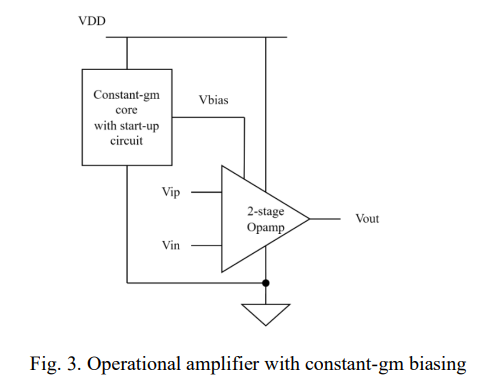 VDD
Constant-gm
core
with start-up
circuit
Vbias
Vip
2-stage
Opamp
Vout
Vin
Fig. 3. Operational amplifier with constant-gm biasing